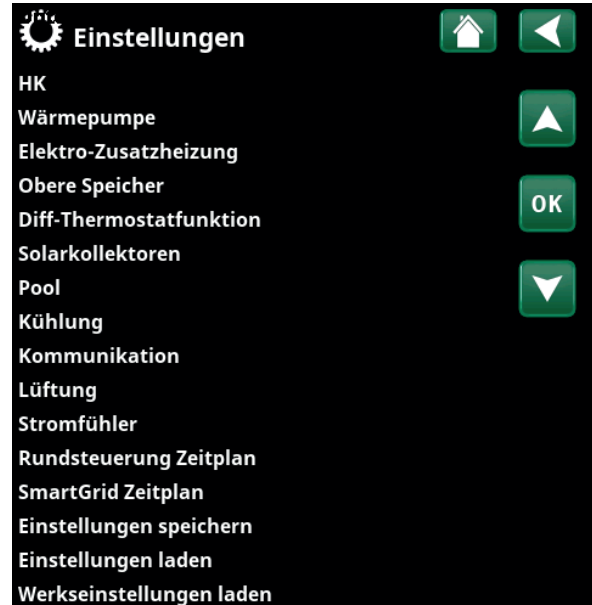 Einstellungen
HK
Wärmepumpe
Elektro-Zusatzheizung
Obere Speicher
Diff-Thermostatfunktion
OK
Solarkollektoren
Pool
Kühlung
Kommunikation
Lüftung
Stromfühler
Rundsteuerung Zeitplan
SmartGrid Zeitplan
Einstellungen speichern
Einstellungen laden
Werkseinstellungen laden